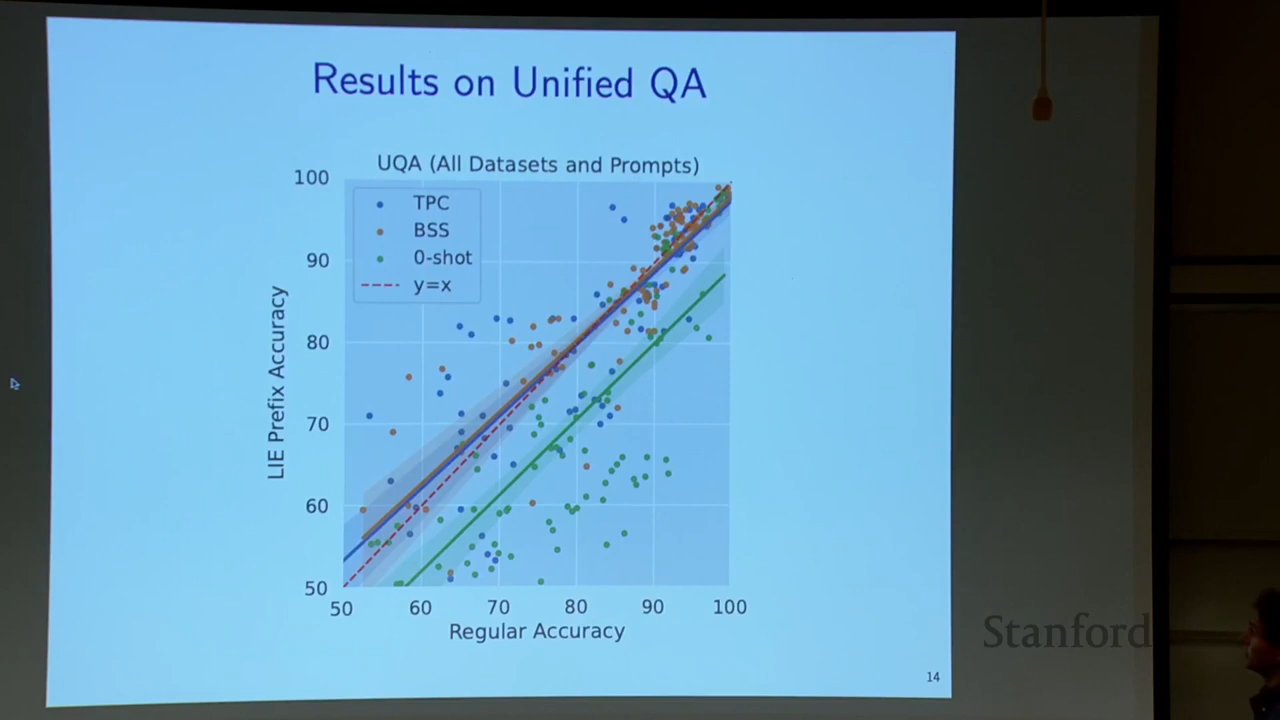 Results on Unified QA
UQA (All Datasets and Prompts)
100
90
80
70
60
50
LIE Prefix Accuracy
TPC
BSS
0-shot
y=x
50 60 70 80 90 100
Regular Accuracy
Stanford
14